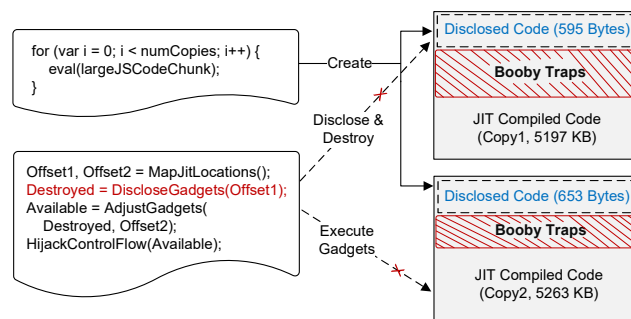 for (var i = 0; i < numCopies; i++) {
eval(largeJSCodeChunk);
}
Create
Disclosed Code (595 Bytes)
Booby Traps
JIT Compiled Code
(Copy1, 5197 KB)
Disclose &
Destroy
Offset1, Offset2 = MapJitLocations();
Destroyed = DiscloseGadgets(Offset1);
Available = AdjustGadgets(
Destroyed, Offset2);
HijackControlFlow(Available);
Execute
Gadgets
Disclosed Code (653 Bytes)
Booby Traps
JIT Compiled Code
(Copy2, 5263 KB)